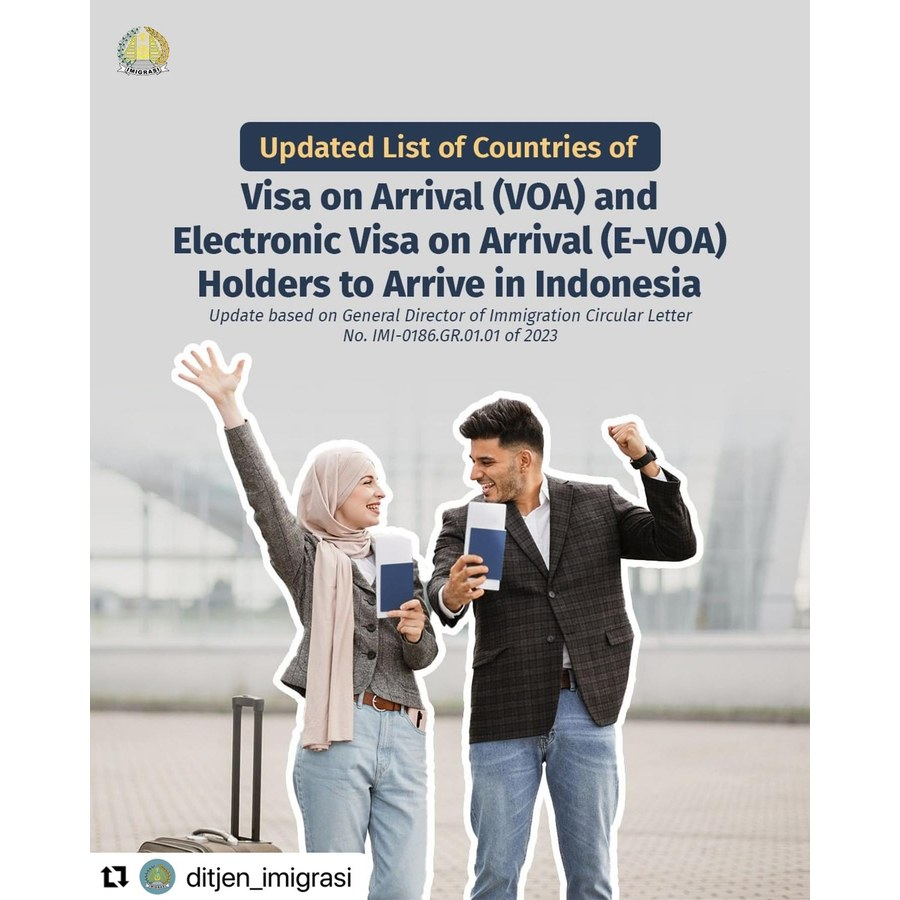 IMIGRASI
Updated List of Countries of
Visa on Arrival (VOA) and
Electronic Visa on Arrival (E-VOA)
Holders to Arrive in Indonesia
Update based on General Director of Immigration Circular Letter
No. IMI-0186.GR.01.01 of 2023
ditjen_imigrasi